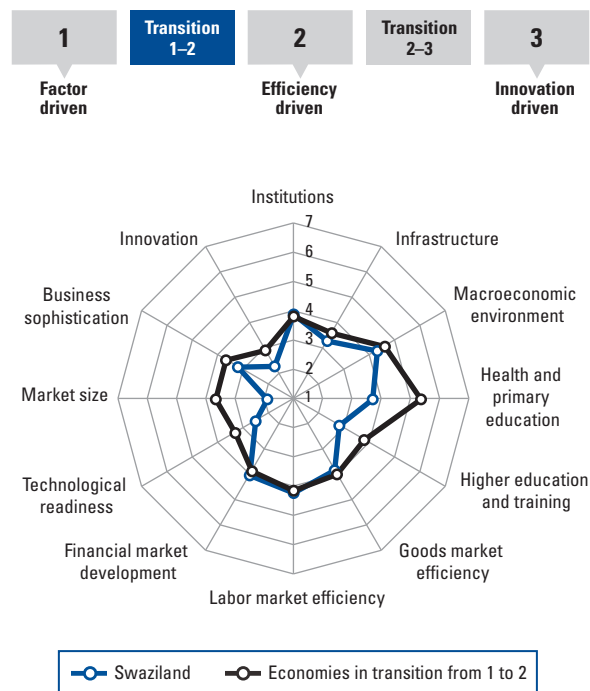 1
Transition
1–2
2
Transition
2–3
3
Factor
driven
Efficiency
driven
Innovation
driven
Institutions
7
6
5
4
3
2
1
Infrastructure
Macroeconomic
environment
Health and
primary
education
Higher education
and training
Goods market
efficiency
Labor market efficiency
Financial market
development
Technological
readiness
Market size
Business
sophistication
Innovation
Swaziland
Economies in transition from 1 to 2